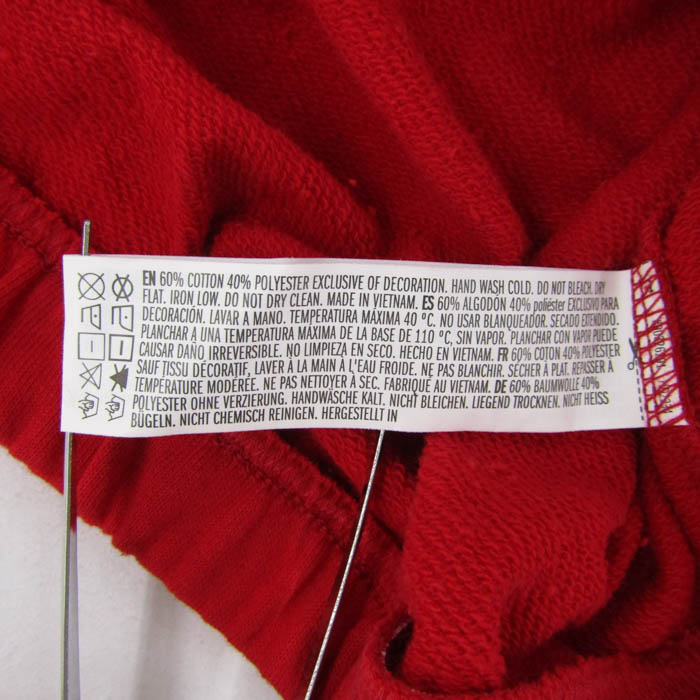 EN 60% COTTON 40% POLYESTER EXCLUSIVE OF DECORATION. HAND WASH COLD. DO NOT BLEACH. DRY
FLAT. IRON LOW. DO NOT DRY CLEAN. MADE IN VIETNAM. ES 60% ALGODÓN 40% poliéster EXCLUSIVO PARA
DECORACIÓN. LAVAR A MANO. TEMPERATURA MÁXIMA 40 °C. NO USAR BLANQUEADOR. SECADO EXTENDIDO.
PLANCHAR A UNA TEMPERATURA MÁXIMA DE LA BASE DE 110 °C, SIN VAPOR. PLANCHAR CON VAPOR PUEDE
CAUSAR DAÑO IRREVERSIBLE. NO LIMPIEZA EN SECO. HECHO EN VIETNAM. FR 60% COTON 40% POLYESTER
SAUF TISSU DÉCORATIF, LAVER À LA MAIN À L'EAU FROIDE. NE PAS BLANCHIR. SÉCHER À PLAT. REPASSER À
TEMPÉRATURE MODÉRÉE. NE PAS NETTOYER À SEC. FABRIQUÉ AU VIETNAM. DE 60% BAUMWOLLE 40%
POLYESTER OHNE VERZIERUNG. HANDWÄSCHE KALT. NICHT BLEICHEN. LIEGEND TROCKNEN. NICHT HEISS
BÜGELN. NICHT CHEMISCH REINIGEN. HERGESTELLT IN